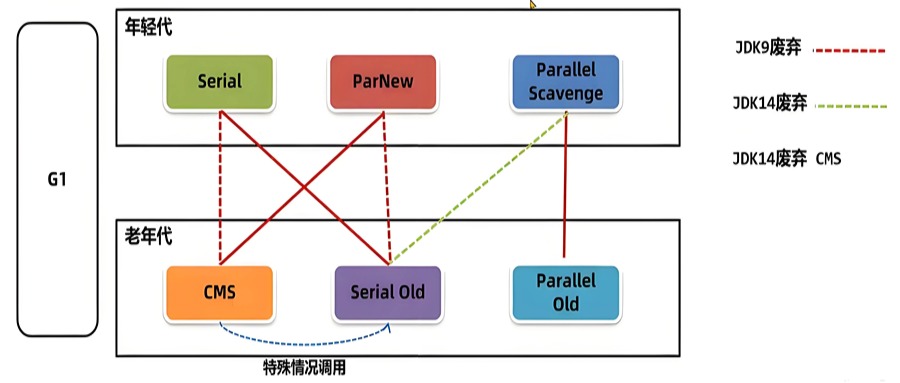 年轻代
Serial
ParNew
Parallel
Scavenge
G1
老年代
CMS
Serial Old
Parallel
Old
特殊情况调用
JDK9废弃
JDK14废弃
JDK14废弃 CMS